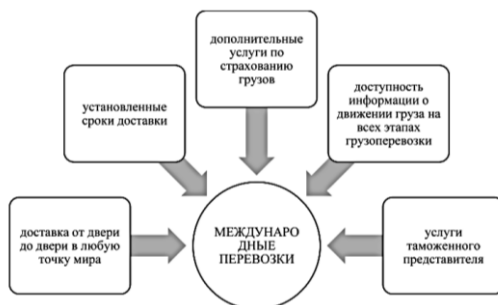 дополнительные
услуги по
страхованию
грузов
установленные
сроки доставки
доступность
информации о
движении груза на
всех этапах
грузоперевозки
доставка от двери
до двери в любую
точку мира
МЕЖДУНАРО
ДНЫЕ
ПЕРЕВОЗКИ
услуги
таможенного
представителя